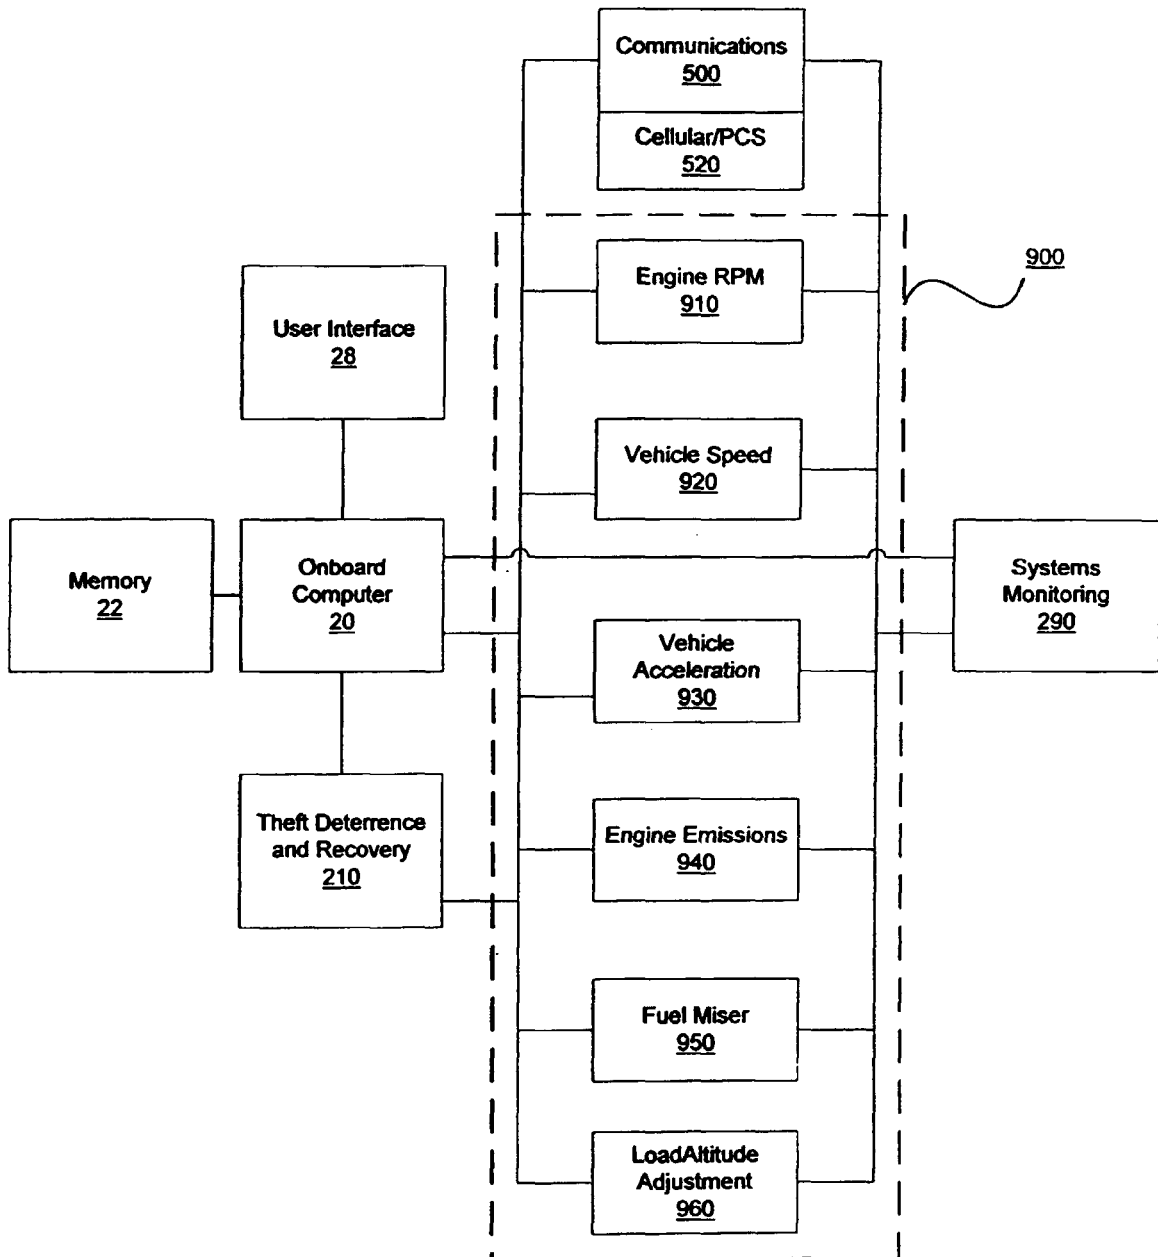 Communications
500
Cellular/PCS
520
900
Engine RPM
910
User Interface
28
Vehicle Speed
920
Memory
22
Onboard
Computer
20
Systems
Monitoring
290
Vehicle
Acceleration
930
Theft Deterrence
and Recovery
210
Engine Emissions
940
Fuel Miser
950
LoadAltitude
Adjustment
960